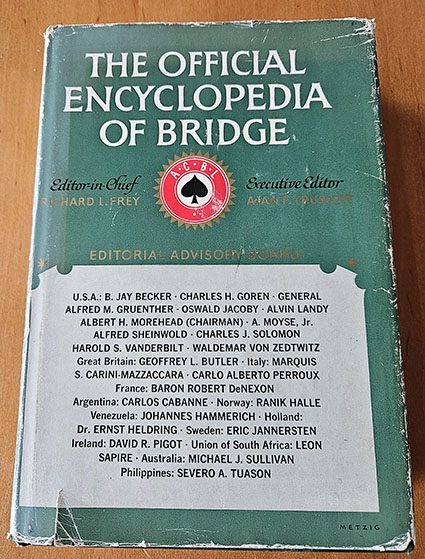 THE OFFICIAL
ENCYCLOPEDIA
OF BRIDGE
A·C·B·L
Editor-in-Chief
RICHARD L. FREY
Executive Editor
ALAN F. TRUSCOTT
EDITORIAL ADVISORY BOARD
U.S.A.: B. JAY BECKER · CHARLES H. GOREN · GENERAL
ALFRED M. GRUENTHER · OSWALD JACOBY · ALVIN LANDY
ALBERT H. MOREHEAD (CHAIRMAN) · A. MOYSE, Jr.
ALFRED SHEINWOLD · CHARLES J. SOLOMON
HAROLD S. VANDERBILT · WALDEMAR VON ZEDTWITZ
Great Britain: GEOFFREY L. BUTLER · Italy: MARQUIS
S. CARINI-MAZZACCARA · CARLO ALBERTO PERROUX
France: BARON ROBERT DeNEXON
Argentina: CARLOS CABANNE · Norway: RANIK HALLE
Venezuela: JOHANNES HAMMERICH · Holland:
Dr. ERNST HELDRING · Sweden: ERIC JANNERSTEN
Ireland: DAVID R. PIGOT · Union of South Africa: LEON
SAPIRE · Australia: MICHAEL J. SULLIVAN
Philippines: SEVERO A. TUASON
METZIG